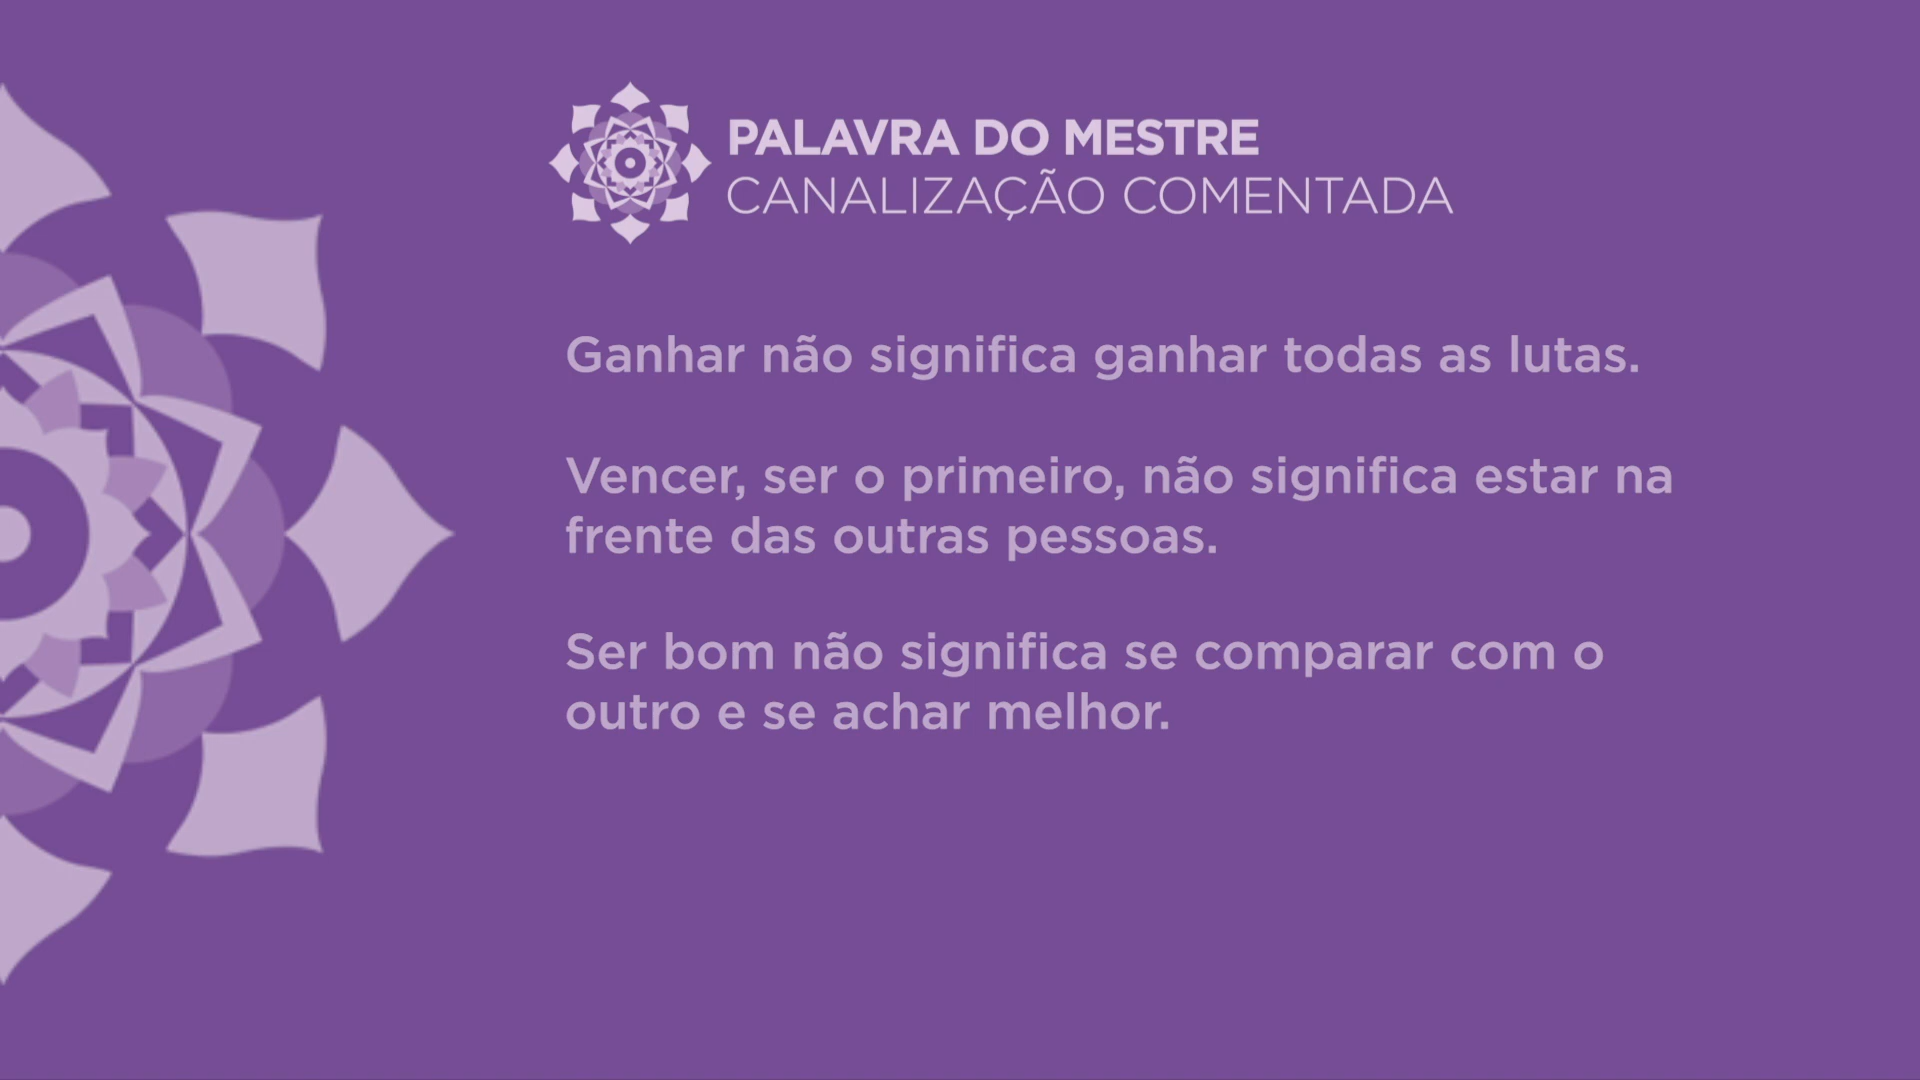 PALAVRA DO MESTRE
CANALIZAÇÃO COMENTADA
Ganhar não significa ganhar todas as lutas.
Vencer, ser o primeiro, não significa estar na
frente das outras pessoas.
Ser bom não significa se comparar com o
outro e se achar melhor.